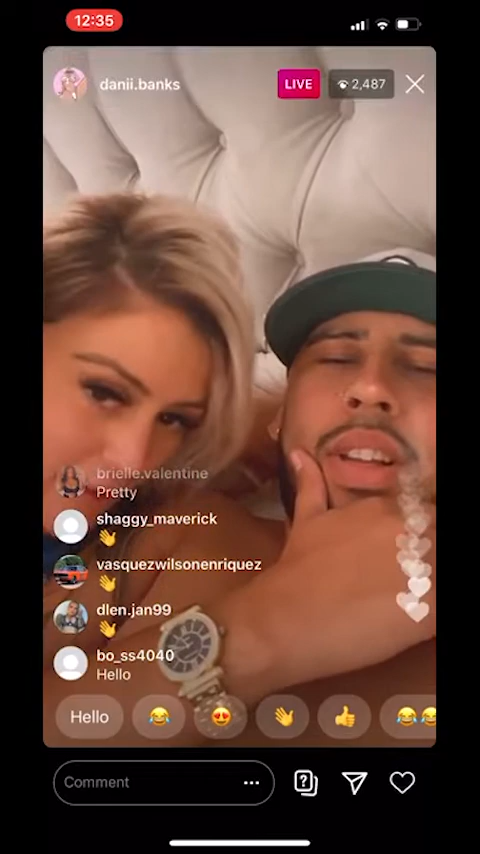 12:35
danii.banks
LIVE
2,487
brielle.valentine
Pretty
shaggy_maverick
👋
vasquezwilsonenriquez
👋
dlen.jan99
👋
bo_ss4040
Hello
Hello 😂 😍 👋 👍 😂😂
Comment ...